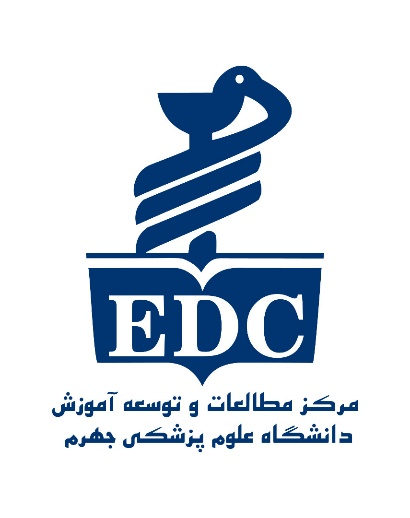 EDC
مرکز مطالعات و توسعه آموزش
دانشگاه علوم پزشکی جهرم